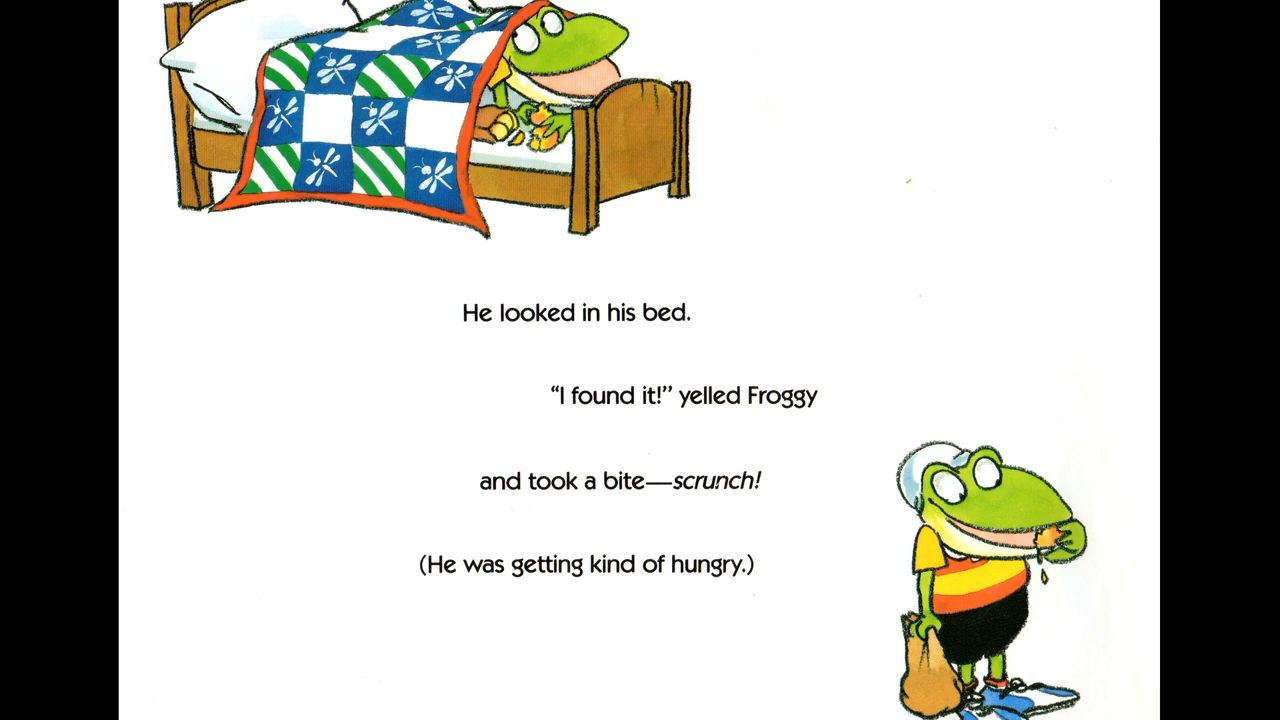 He looked in his bed.
“I found it!” yelled Froggy
and took a bite—scrunch!
(He was getting kind of hungry.)